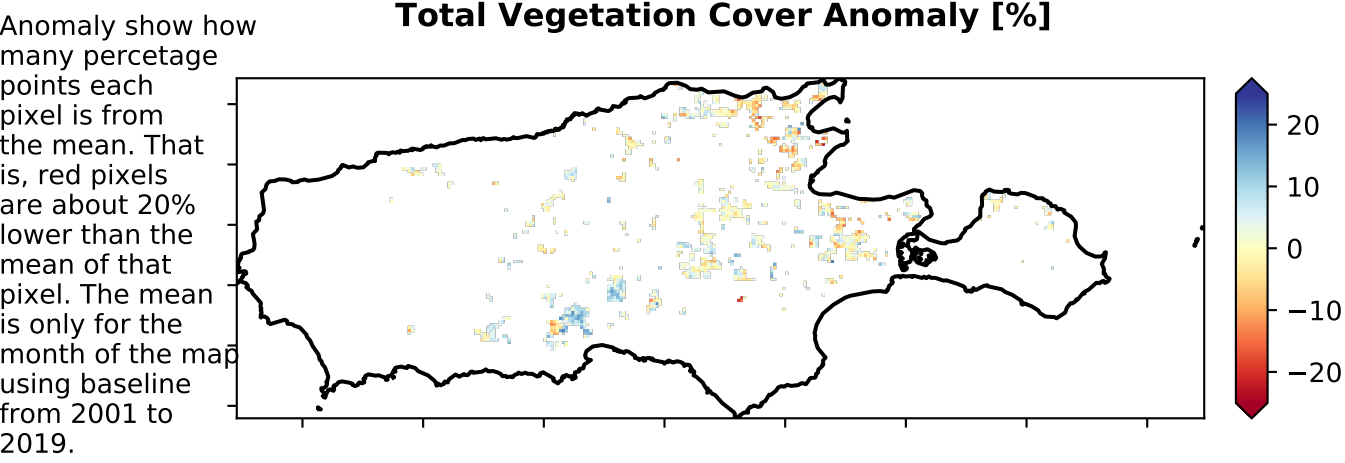 Total Vegetation Cover Anomaly [%]
Anomaly show how
many percetage
points each
pixel is from
the mean. That
is, red pixels
are about 20%
lower than the
mean of that
pixel. The mean
is only for the
month of the map
using baseline
from 2001 to
2019.
20
10
0
−10
−20